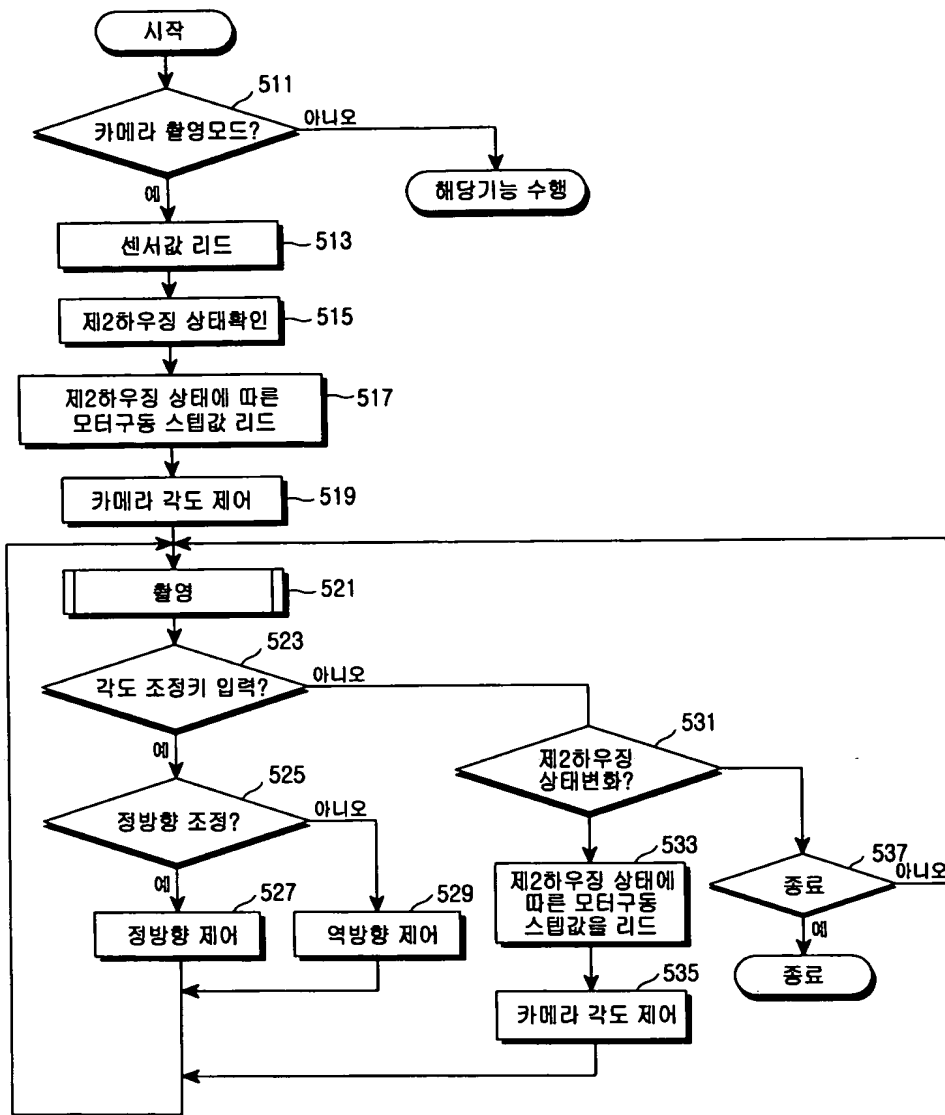 시작
511
카메라 촬영모드?
아니오
해당기능 수행
예
센서값 리드
513
제2하우징 상태확인
515
제2하우징 상태에 따른
모터구동 스텝값 리드
517
카메라 각도 제어
519
촬영
521
523
각도 조정키 입력?
아니오
예
531
제2하우징
상태변화?
525
정방향 조정?
아니오
예
533
제2하우징 상태에
따른 모터구동
스텝값을 리드
537
종료
아니오
예
종료
527
정방향 제어
529
역방향 제어
535
카메라 각도 제어